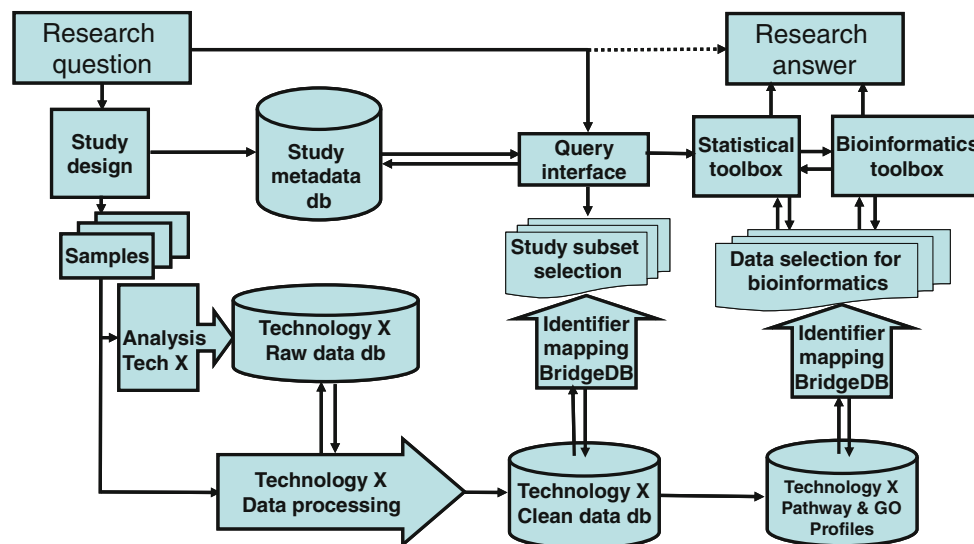 Research
question
Research
answer
Study
design
Study
metadata
db
Query
interface
Statistical
toolbox
Bioinformatics
toolbox
Samples
Study subset
selection
Data selection for
bioinformatics
Analysis
Tech X
Technology X
Raw data db
Identifier
mapping
BridgeDB
Identifier
mapping
BridgeDB
Technology X
Data processing
Technology X
Clean data db
Technology X
Pathway & GO
Profiles